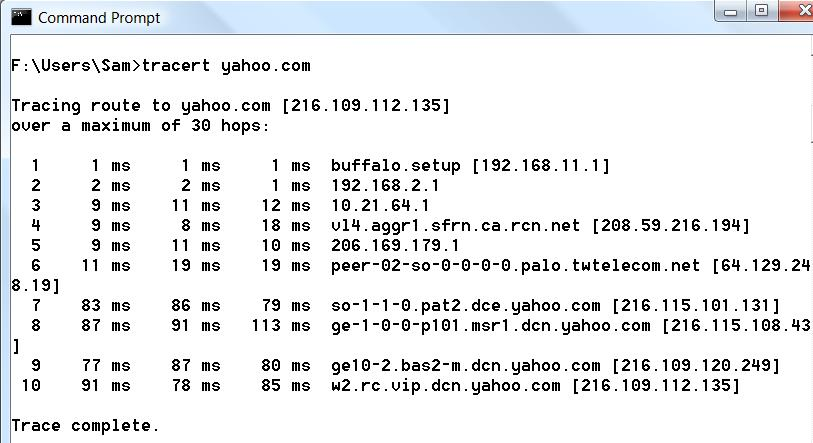 Command Prompt
F:\Users\Sam>tracert yahoo.com
Tracing route to yahoo.com [216.109.112.135]
over a maximum of 30 hops:
1 1 ms 1 ms 1 ms buffalo.setup [192.168.11.1]
2 2 ms 2 ms 1 ms 192.168.2.1
3 9 ms 11 ms 12 ms 10.21.64.1
4 9 ms 8 ms 18 ms vl4.aggr1.sfrn.ca.rcn.net [208.59.216.194]
5 9 ms 11 ms 10 ms 206.169.179.1
6 11 ms 19 ms 19 ms peer-02-so-0-0-0-0.palo.twtelecom.net [64.129.24
8.19]
7 83 ms 86 ms 79 ms so-1-1-0.pat2.dce.yahoo.com [216.115.101.131]
8 87 ms 91 ms 113 ms ge-1-0-0-p101.msr1.dcn.yahoo.com [216.115.108.43
]
9 77 ms 87 ms 80 ms ge10-2.bas2-m.dcn.yahoo.com [216.109.120.249]
10 91 ms 78 ms 85 ms w2.rc.vip.dcn.yahoo.com [216.109.112.135]
Trace complete.